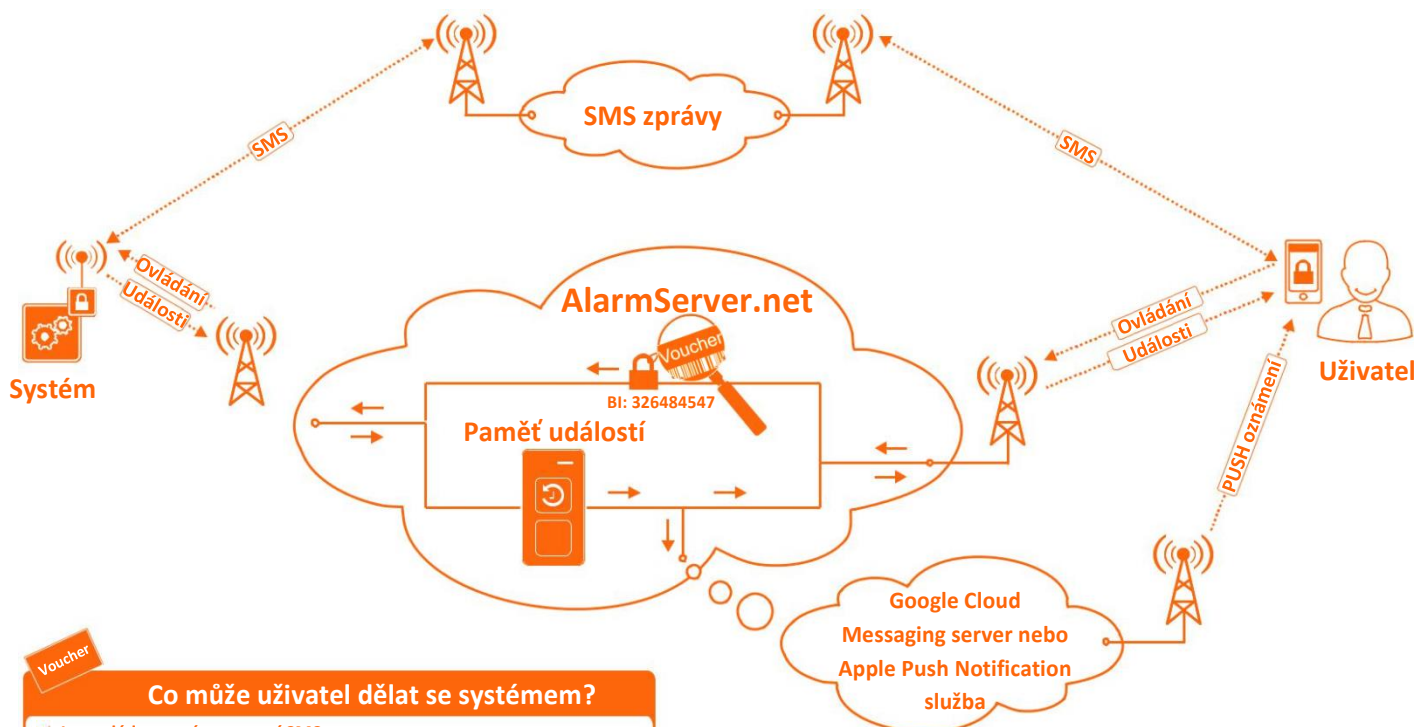 SMS zprávy
SMS
SMS
Ovládání
Události
Systém
AlarmServer.net
Voucher
BI: 326484547
Paměť událostí
Ovládání
Události
Uživatel
PUSH oznámení
Google Cloud
Messaging server nebo
Apple Push Notification
služba
Voucher
Co může uživatel dělat se systémem?